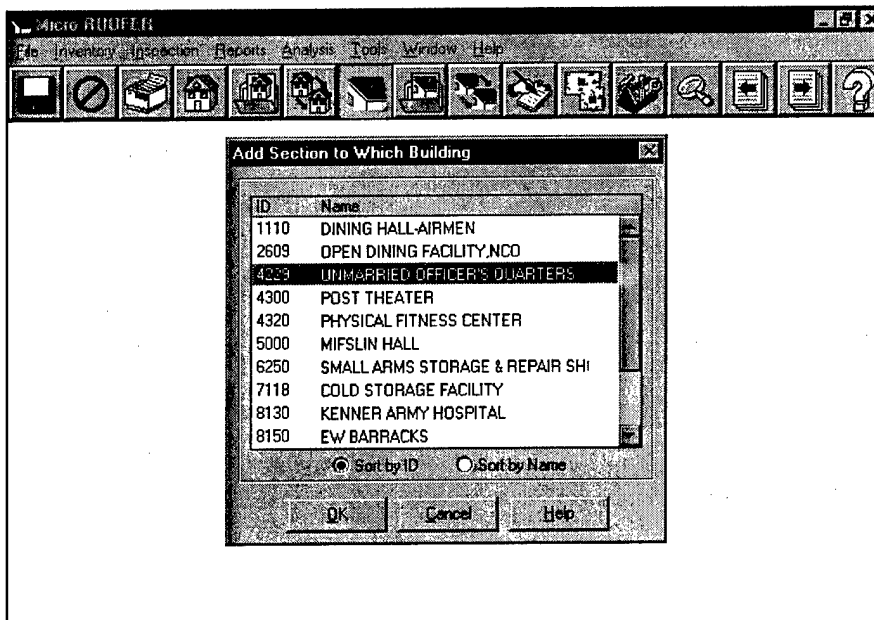 Micro ROOFER
File Inventory Inspection Reports Analysis Tools Window Help
Add Section to Which Building
ID Name
1110 DINING HALL-AIRMEN
2609 OPEN DINING FACILITY,NCO
4229 UNMARRIED OFFICER'S QUARTERS
4300 POST THEATER
4320 PHYSICAL FITNESS CENTER
5000 MIFSLIN HALL
6250 SMALL ARMS STORAGE & REPAIR SH
7118 COLD STORAGE FACILITY
8130 KENNER ARMY HOSPITAL
8150 EW BARRACKS
Sort by ID Sort by Name
OK Cancel Help